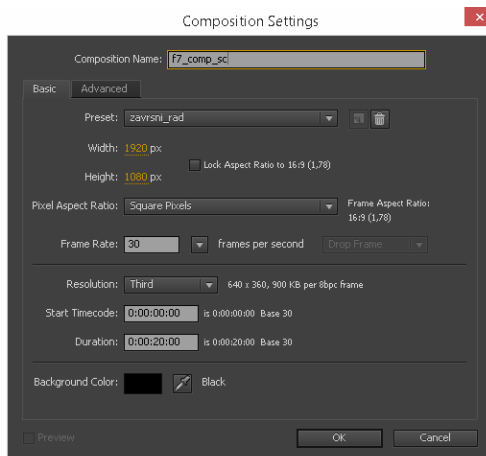 Composition Settings
Composition Name: f7_comp_sc
Basic Advanced
Preset: zavrsni_rad
Width: 1920 px
Lock Aspect Ratio to 16:9 (1,78)
Height: 1080 px
Pixel Aspect Ratio: Square Pixels
Frame Aspect Ratio:
16:9 (1,78)
Frame Rate: 30 frames per second Drop Frame
Resolution: Third 640 x 360, 900 KB per 8bpc frame
Start Timecode: 0:00:00:00 is 0:00:00:00 Base 30
Duration: 0:00:20:00 is 0:00:20:00 Base 30
Background Color: Black
Preview OK Cancel